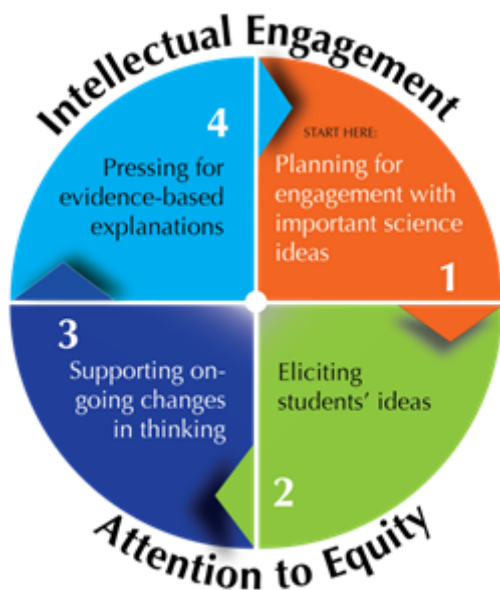 Intellectual Engagement
START HERE:
Planning for
engagement with
important science
ideas
1
Eliciting
students’ ideas
2
3
Supporting on-
going changes
in thinking
4
Pressing for
evidence-based
explanations
Attention to Equity